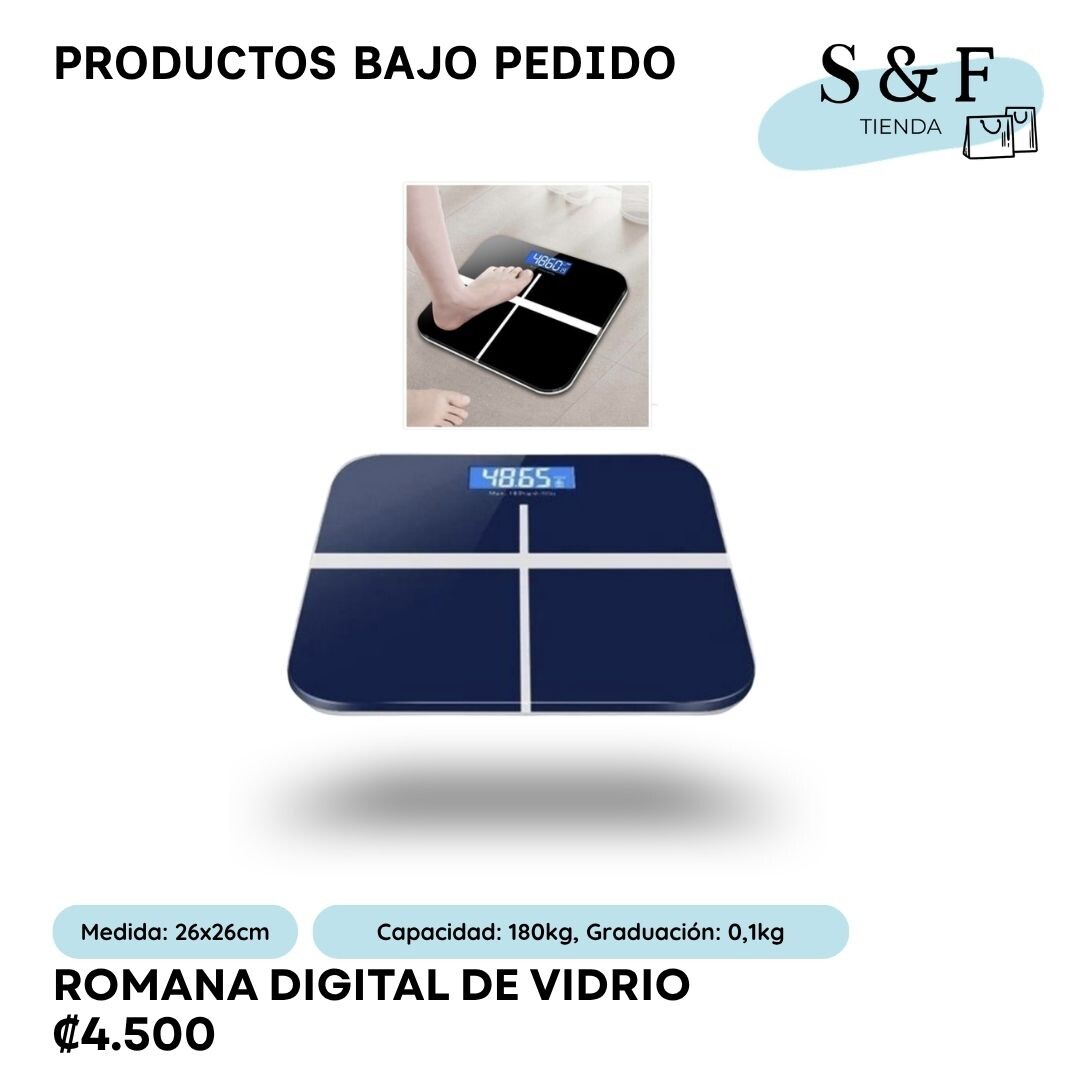 PRODUCTOS BAJO PEDIDO
S & F
TIENDA
4860
48.65
Medida: 26x26cm
Capacidad: 180kg, Graduación: 0,1kg
ROMANA DIGITAL DE VIDRIO
₡4.500